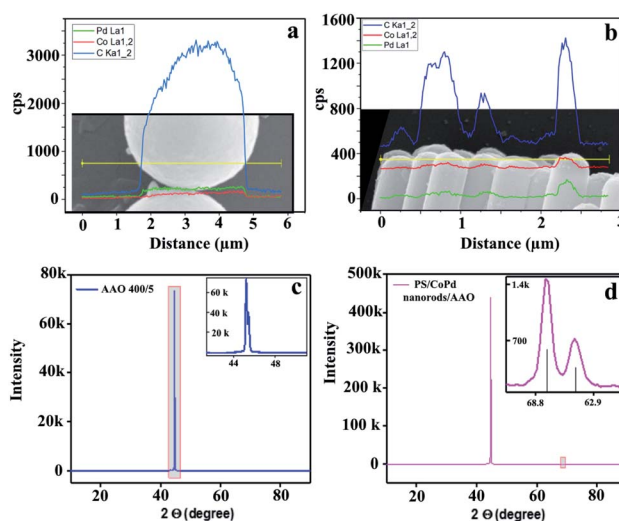 a
Pd La1
Co La1,2
C Ka1_2
cps
3000
2000
1000
0
0 1 2 3 4 5 6
Distance (µm)
b
C Ka1_2
Co La1,2
Pd La1
cps
1600
1200
800
400
0
0 1 2
Distance (µm)
c
AAO 400/5
Intensity
80k
60k
40k
20k
0
60 k
40 k
20 k
44 48
20 40 60 80
2 Θ (degree)
d
PS/CoPd
nanorods/AAO
Intensity
500k
400k
300k
200k
100 k
0
1.4k
700
68.8 62.9
20 40 60 80
2 Θ (degree)